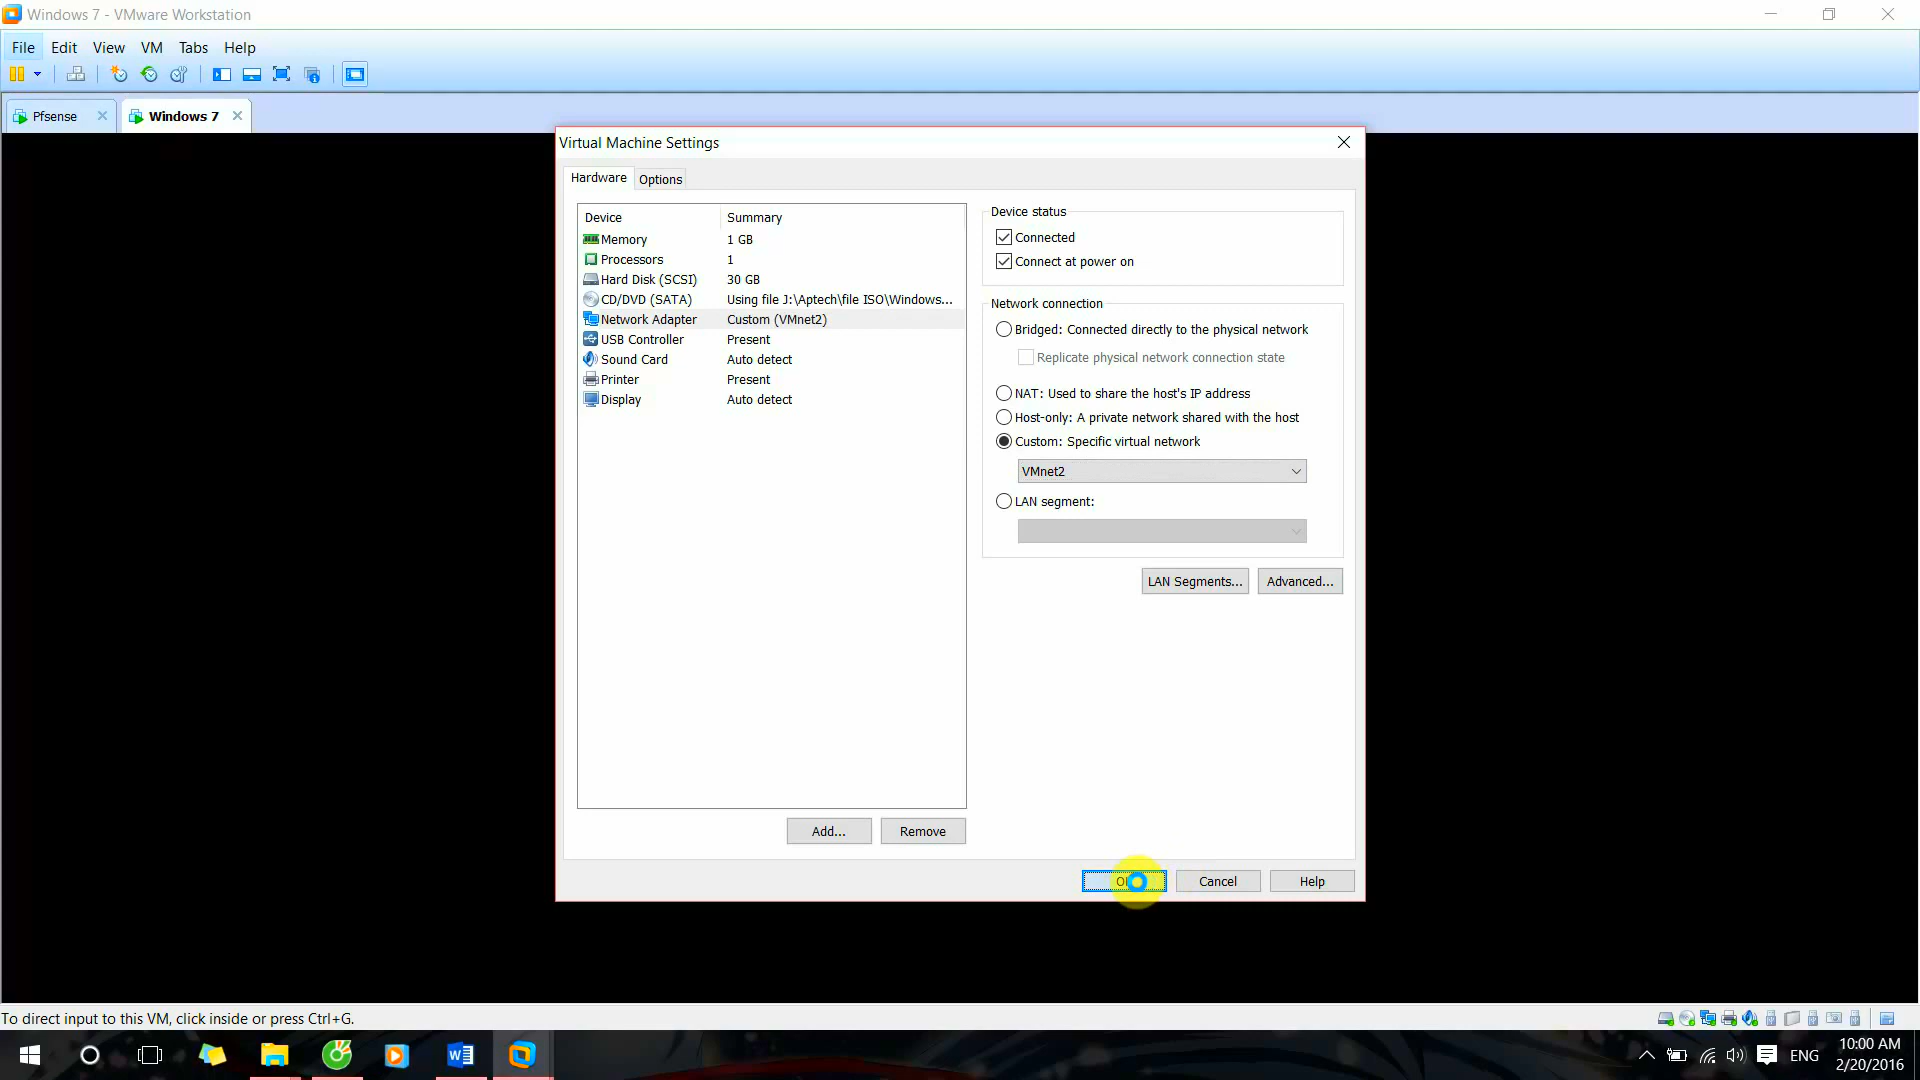 Windows 7 - VMware Workstation
File Edit View VM Tabs Help
Pfsense Windows 7
Virtual Machine Settings
Hardware Options
Device Summary
Memory 1 GB
Processors 1
Hard Disk (SCSI) 30 GB
CD/DVD (SATA) Using file J:\Aptech\file ISO\Windows...
Network Adapter Custom (VMnet2)
USB Controller Present
Sound Card Auto detect
Printer Present
Display Auto detect
Add... Remove
Device status
Connected
Connect at power on
Network connection
Bridged: Connected directly to the physical network
Replicate physical network connection state
NAT: Used to share the host's IP address
Host-only: A private network shared with the host
Custom: Specific virtual network
VMnet2
LAN segment:
LAN Segments... Advanced...
Cancel Help
To direct input to this VM, click inside or press Ctrl+G.
ENG
10:00 AM
2/20/2016